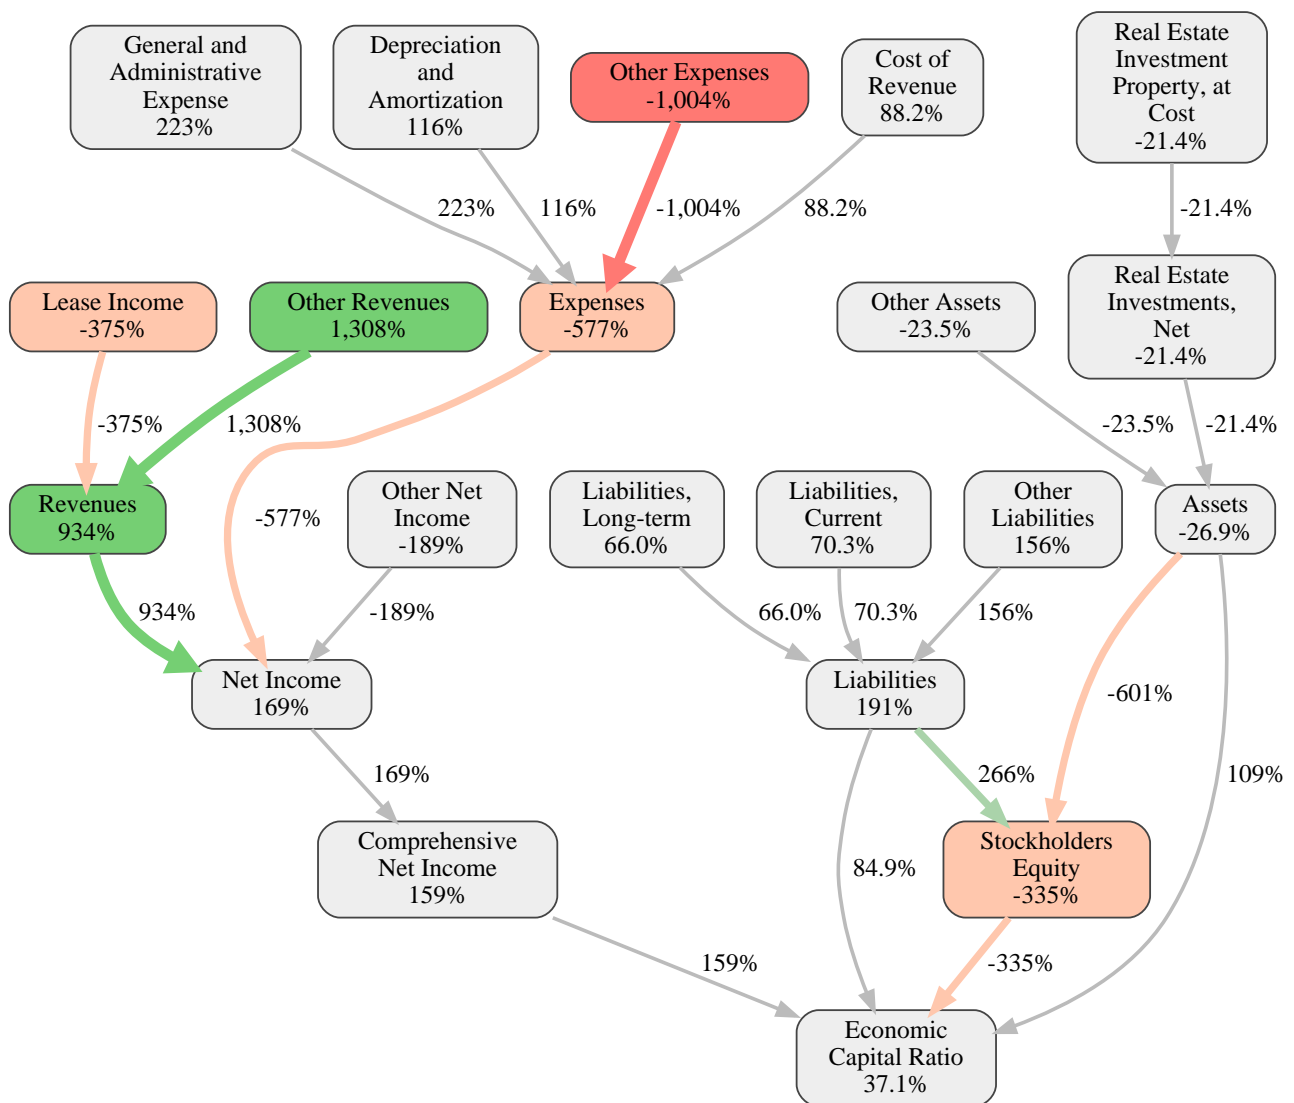 General and
Administrative
Expense
223%
Depreciation
and
Amortization
116%
Other Expenses
-1,004%
Cost of
Revenue
88.2%
Real Estate
Investment
Property, at
Cost
-21.4%
223%
116%
-1,004%
88.2%
-21.4%
Lease Income
-375%
Other Revenues
1,308%
Expenses
-577%
Other Assets
-23.5%
Real Estate
Investments,
Net
-21.4%
-375%
1,308%
-23.5%
-21.4%
Revenues
934%
-577%
Other Net
Income
-189%
Liabilities,
Long-term
66.0%
Liabilities,
Current
70.3%
Other
Liabilities
156%
Assets
-26.9%
934%
-189%
66.0%
70.3%
156%
Net Income
169%
Liabilities
191%
-601%
169%
266%
109%
Comprehensive
Net Income
159%
84.9%
Stockholders
Equity
-335%
159%
-335%
Economic
Capital Ratio
37.1%